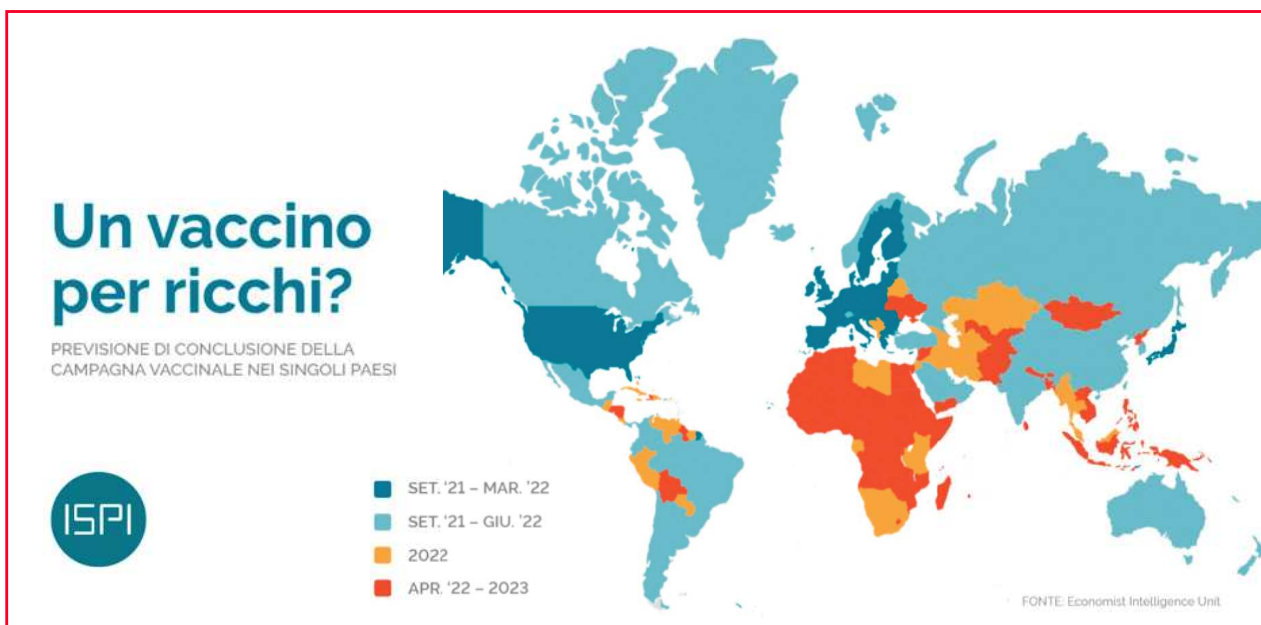 Un vaccino
per ricchi?
PREVISIONE DI CONCLUSIONE DELLA
CAMPAGNA VACCINALE NEI SINGOLI PAESI
ISPI
SET. '21 – MAR. '22
SET. '21 – GIU. '22
2022
APR. '22 – 2023
FONTE: Economist Intelligence Unit